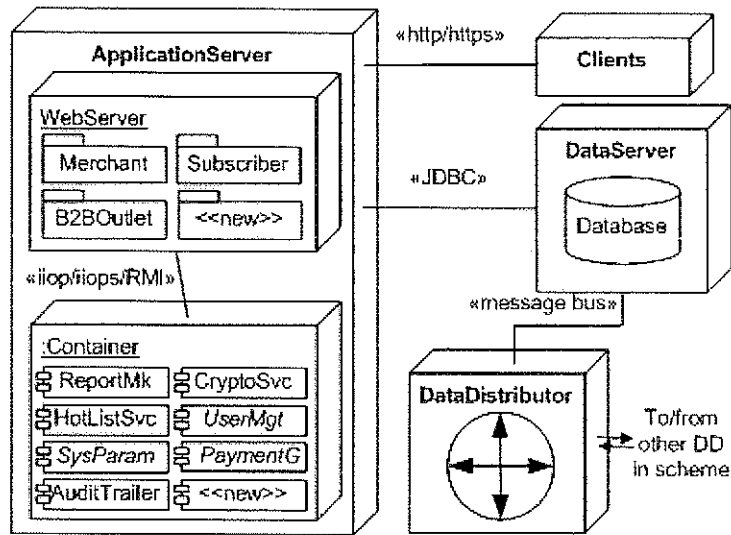 ApplicationServer
WebServer
Merchant
Subscriber
B2BOutlet
<<new>>
«iiop/iiops/RMI»
:Container
ReportMk
CryptoSvc
HotListSvc
UserMgt
SysParam
PaymentG
AuditTrailer
<<new>>
«http/https»
Clients
«JDBC»
DataServer
Database
«message bus»
DataDistributor
To/from
other DD
in scheme